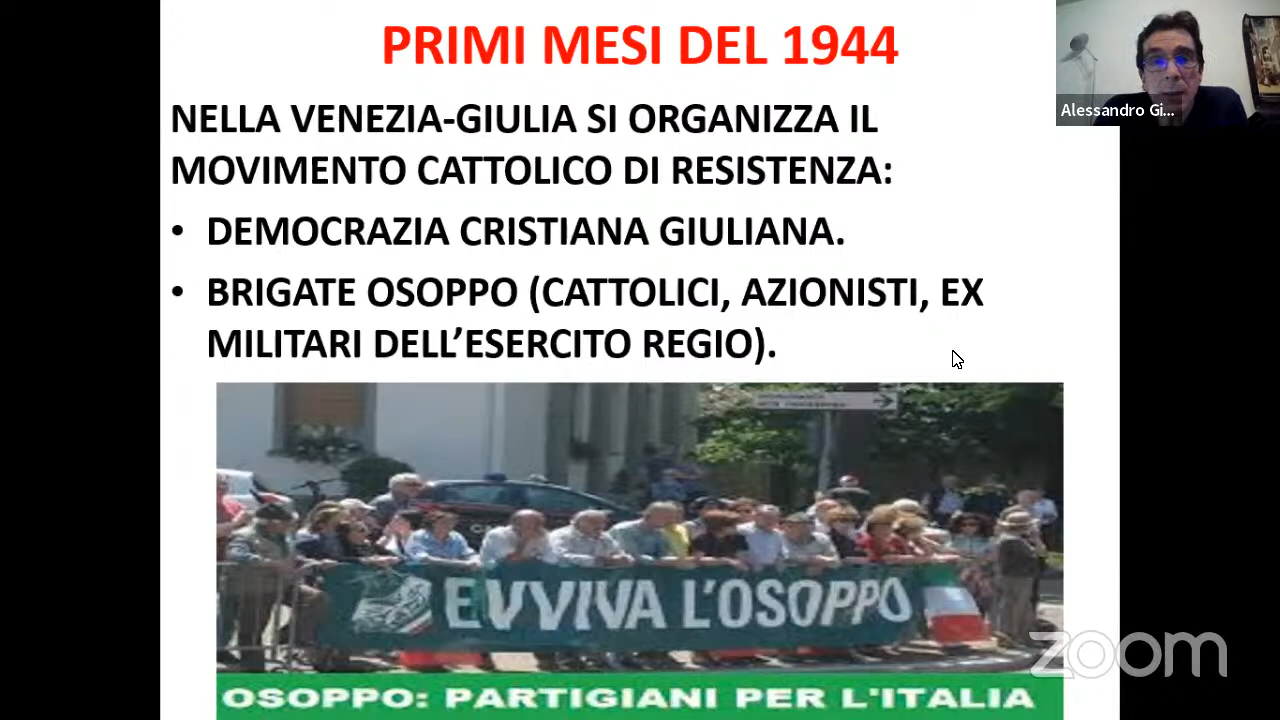 PRIMI MESI DEL 1944
Alessandro Gi...
NELLA VENEZIA-GIULIA SI ORGANIZZA IL
MOVIMENTO CATTOLICO DI RESISTENZA:
• DEMOCRAZIA CRISTIANA GIULIANA.
• BRIGATE OSOPPO (CATTOLICI, AZIONISTI, EX
MILITARI DELL'ESERCITO REGIO).
EVVIVA L'OSOPPO
zoom
OSOPPO: PARTIGIANI PER L'ITALIA